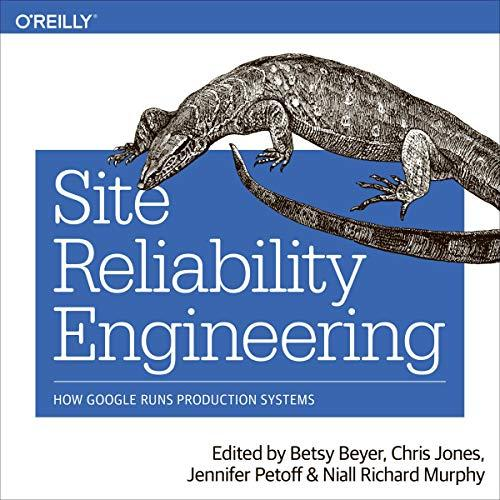 O'REILLY®
Site
Reliability
Engineering
HOW GOOGLE RUNS PRODUCTION SYSTEMS
Edited by Betsy Beyer, Chris Jones,
Jennifer Petoff & Niall Richard Murphy